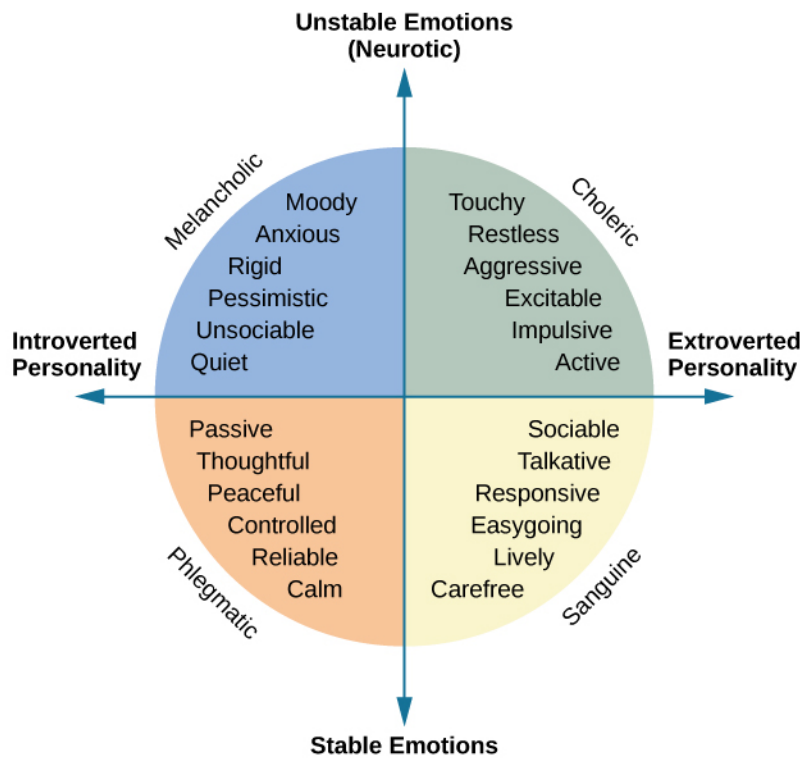 Unstable Emotions
(Neurotic)
Melancholic
Choleric
Moody
Anxious
Rigid
Pessimistic
Unsociable
Quiet
Touchy
Restless
Aggressive
Excitable
Impulsive
Active
Introverted
Personality
Extroverted
Personality
Passive
Thoughtful
Peaceful
Controlled
Reliable
Calm
Sociable
Talkative
Responsive
Easygoing
Lively
Carefree
Phlegmatic
Sanguine
Stable Emotions